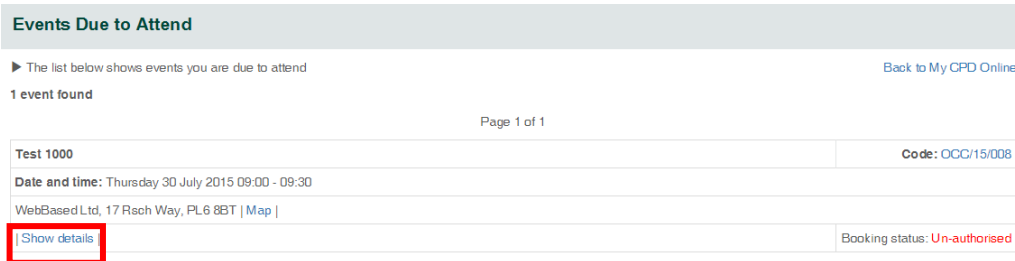 Events Due to Attend
▶ The list below shows events you are due to attend Back to My CPD Online
1 event found
Page 1 of 1
Test 1000 Code: OCC/15/008
Date and time: Thursday 30 July 2015 09:00 - 09:30
WebBased Ltd, 17 Rsch Way, PL6 8BT | Map |
| Show details | Booking status: Un-authorised